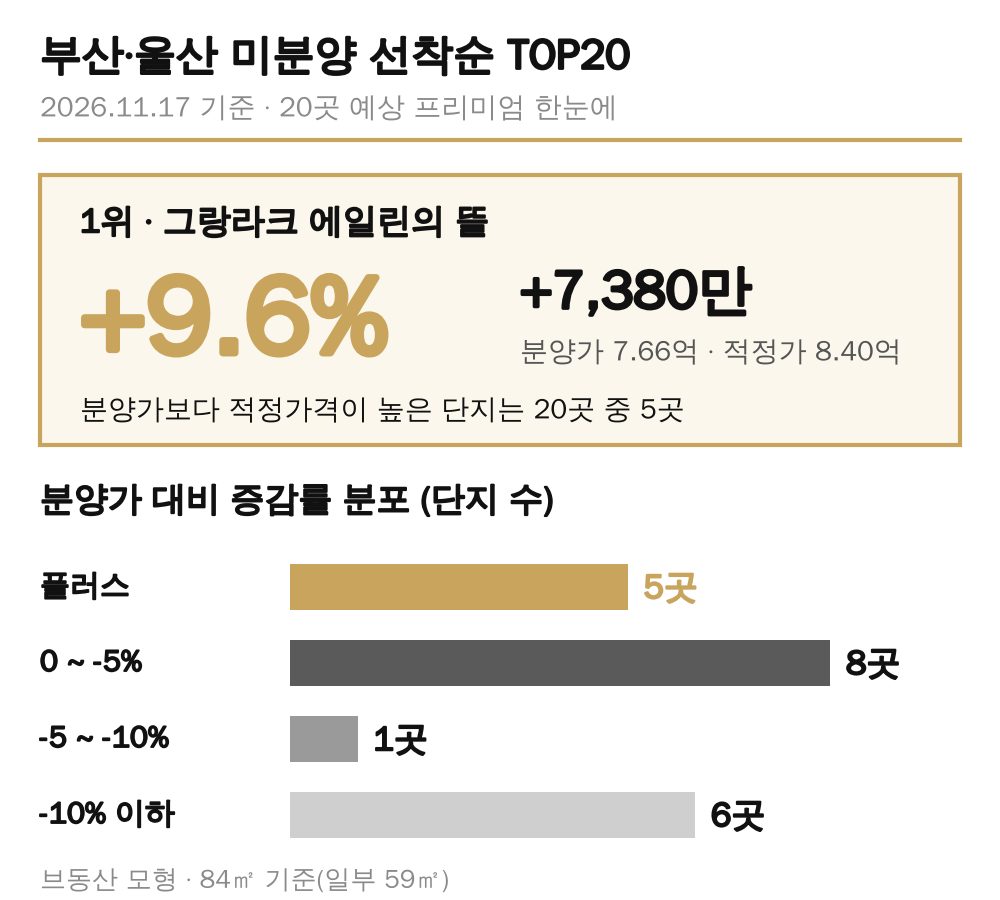 부산·울산 미분양 선착순 TOP20
2026.11.17 기준 · 20곳 예상 프리미엄 한눈에
1위 · 그랑라크 에일린의 뜰
+9.6%
+7,380만
분양가 7.66억 · 적정가 8.40억
분양가보다 적정가격이 높은 단지는 20곳 중 5곳
분양가 대비 증감률 분포 (단지 수)
플러스 5곳
0 ~ -5% 8곳
-5 ~ -10% 1곳
-10% 이하 6곳
브동산 모형 · 84㎡ 기준(일부 59㎡)